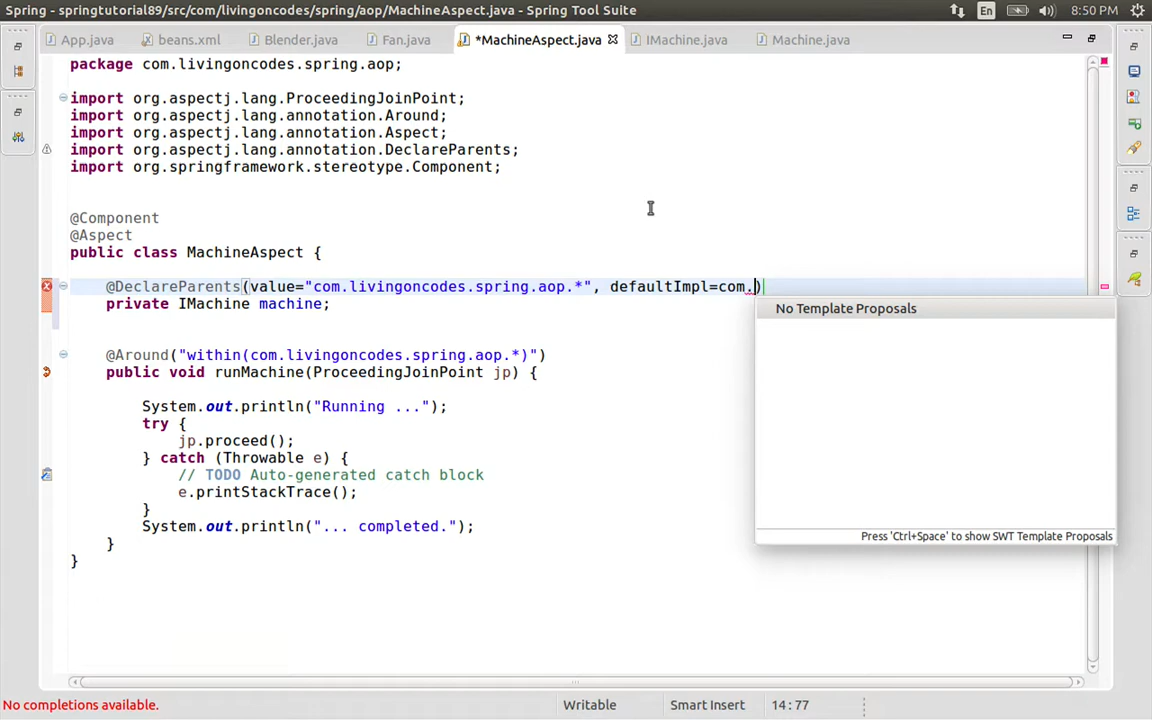 Spring - springtutorial89/src/com/livingoncodes/spring/aop/MachineAspect.java - Spring Tool Suite
En
8:50 PM
App.java
beans.xml
Blender.java
Fan.java
*MachineAspect.java
IMachine.java
Machine.java
package com.livingoncodes.spring.aop;
import org.aspectj.lang.ProceedingJoinPoint;
import org.aspectj.lang.annotation.Around;
import org.aspectj.lang.annotation.Aspect;
import org.aspectj.lang.annotation.DeclareParents;
import org.springframework.stereotype.Component;
@Component
@Aspect
public class MachineAspect {
@DeclareParents(value="com.livingoncodes.spring.aop.*", defaultImpl=com.)
private IMachine machine;
No Template Proposals
@Around("within(com.livingoncodes.spring.aop.*)")
public void runMachine(ProceedingJoinPoint jp) {
System.out.println("Running ...");
try {
jp.proceed();
} catch (Throwable e) {
// TODO Auto-generated catch block
e.printStackTrace();
}
System.out.println("... completed.");
}
}
Press 'Ctrl+Space' to show SWT Template Proposals
No completions available.
Writable
Smart Insert
14 : 77